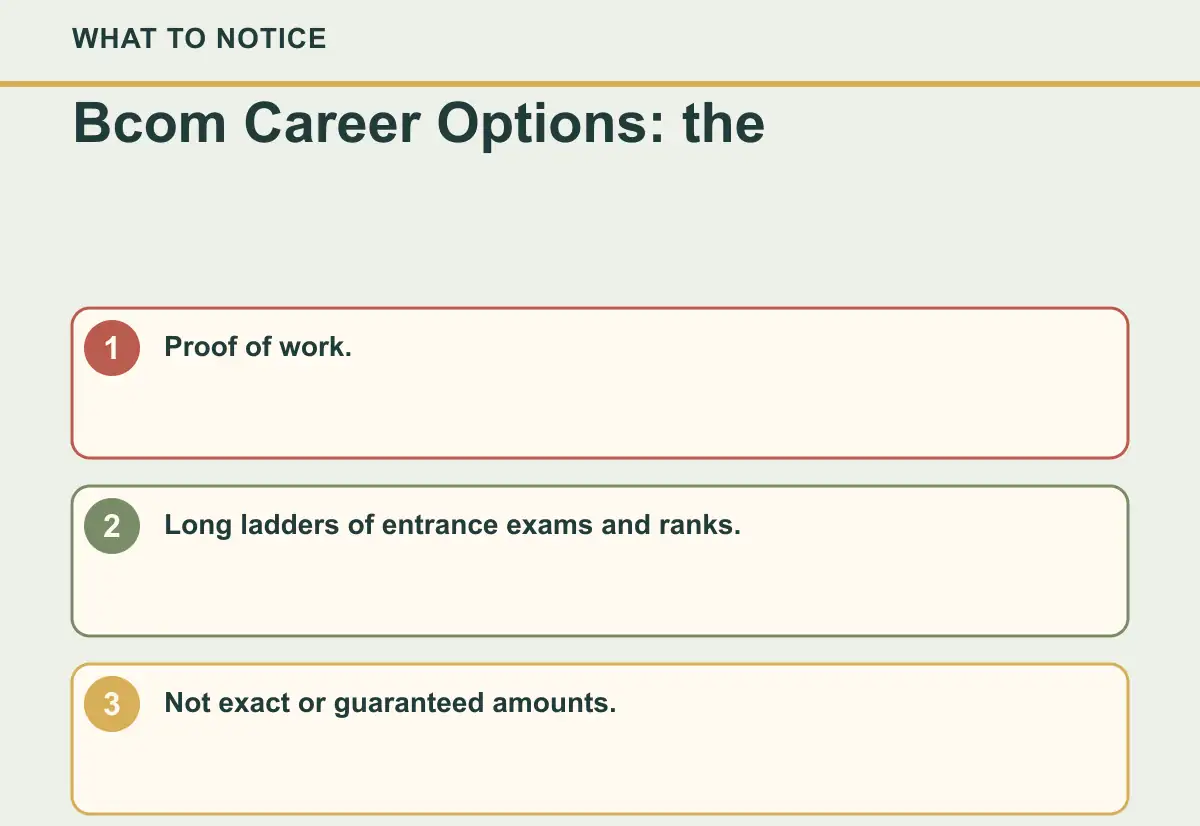 WHAT TO NOTICE
Bcom Career Options: the
1 Proof of work.
2 Long ladders of entrance exams and ranks.
3 Not exact or guaranteed amounts.